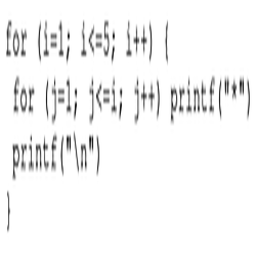 for (i=1; i<=5; i++) {
for (j=1; j<=i; j++) printf("*")
printf("\n")
}